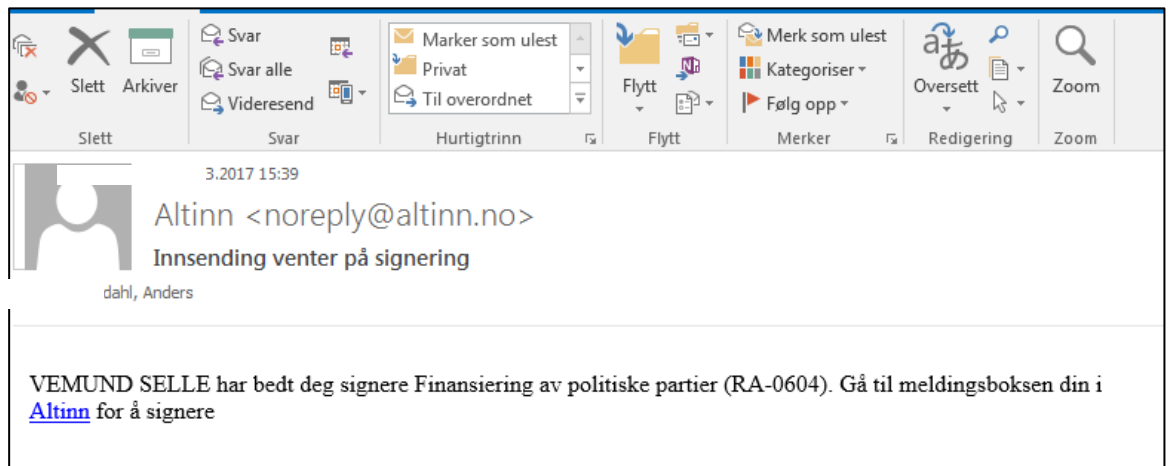 Slett
Arkiver
Slett
Svar
Svar alle
Videresend
Svar
Marker som ulest
Privat
Til overordnet
Hurtigtrinn
Flytt
Flytt
Merk som ulest
Kategoriser
Følg opp
Merker
Oversett
Redigering
Zoom
Zoom
3.2017 15:39
Altinn <noreply@altinn.no>
Innsending venter på signering
dahl, Anders
VEMUND SELLE har bedt deg signere Finansiering av politiske partier (RA-0604). Gå til meldingsboksen din i
Altinn for å signere